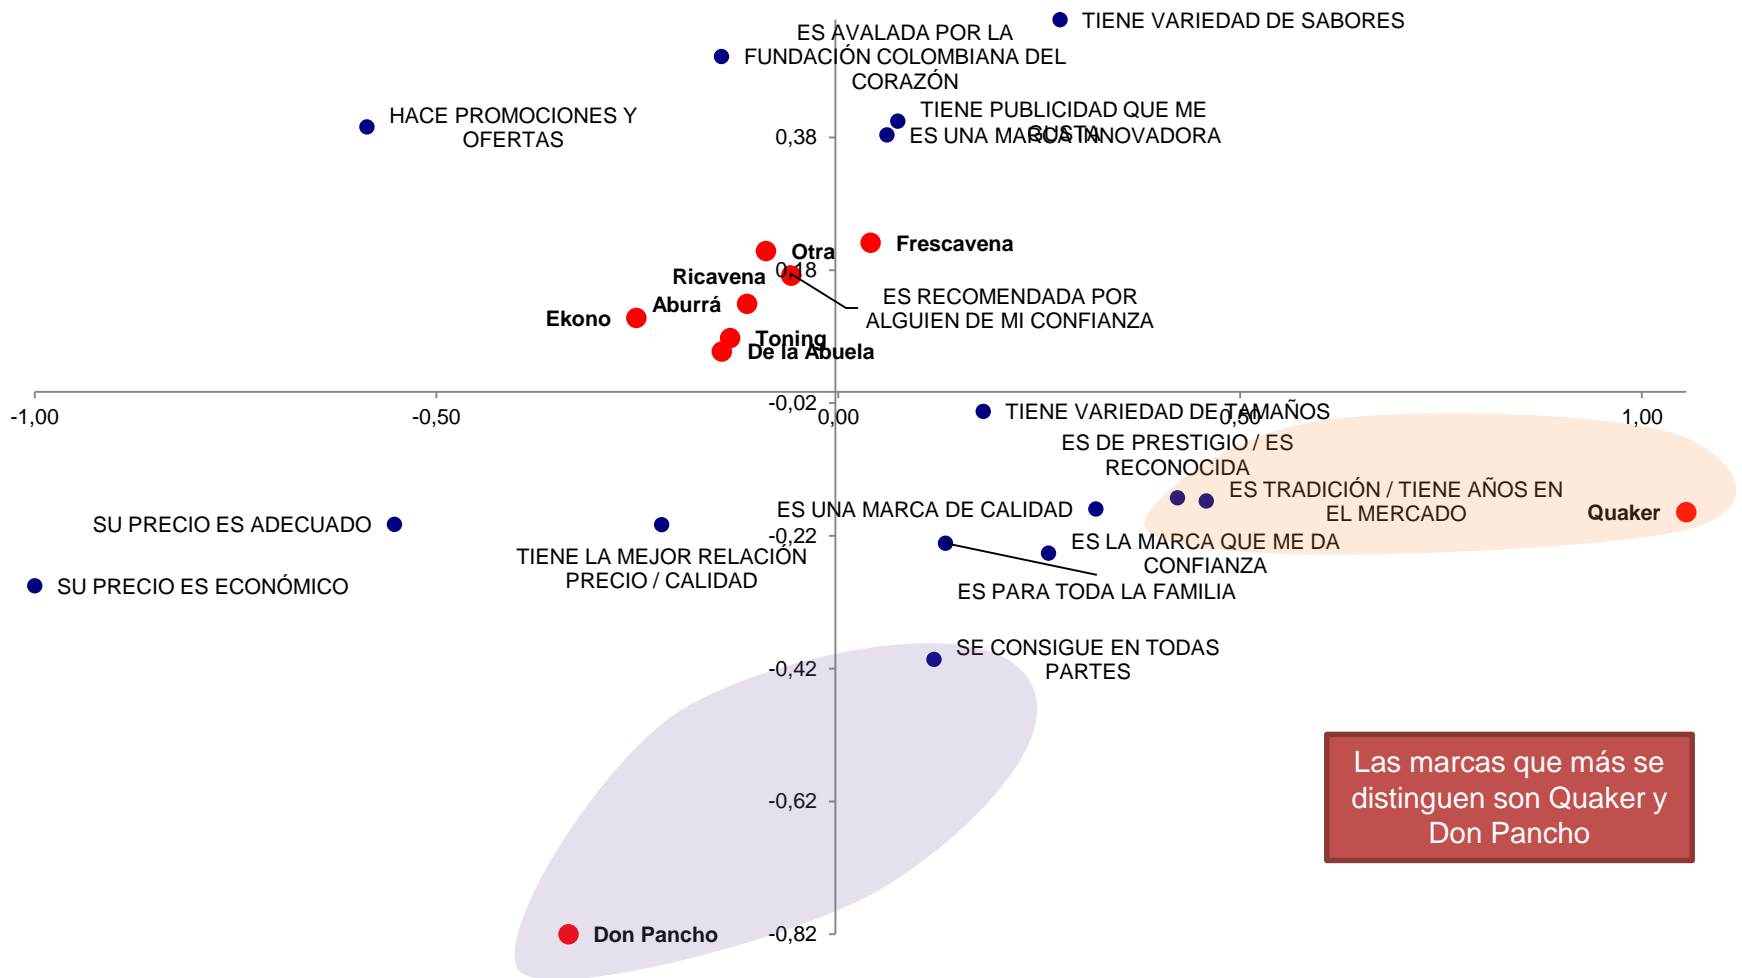 TIENE VARIEDAD DE SABORES
ES AVALADA POR LA
FUNDACIÓN COLOMBIANA DEL
CORAZÓN
HACE PROMOCIONES Y
OFERTAS
TIENE PUBLICIDAD QUE ME
GUSTA
ES UNA MARCA INNOVADORA
0,38
Otra
Frescavena
0,18
Ricavena
Aburrá
ES RECOMENDADA POR
ALGUIEN DE MI CONFIANZA
Ekono
Toning
De la Abuela
-0,02
-1,00
-0,50
0,00
0,50
1,00
TIENE VARIEDAD DE TAMAÑOS
ES DE PRESTIGIO / ES
RECONOCIDA
ES TRADICIÓN / TIENE AÑOS EN
EL MERCADO
ES UNA MARCA DE CALIDAD
Quaker
SU PRECIO ES ADECUADO
-0,22
TIENE LA MEJOR RELACIÓN
PRECIO / CALIDAD
ES LA MARCA QUE ME DA
CONFIANZA
SU PRECIO ES ECONÓMICO
ES PARA TODA LA FAMILIA
SE CONSIGUE EN TODAS
PARTES
-0,42
-0,62
Las marcas que más se
distinguen son Quaker y
Don Pancho
Don Pancho
-0,82